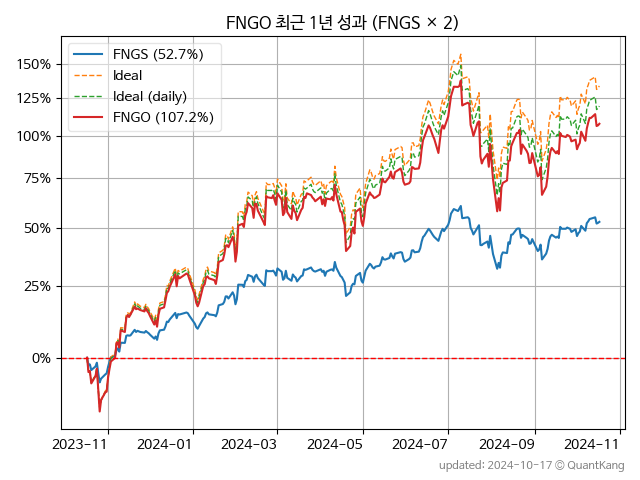 FNGO 최근 1년 성과 (FNGS × 2)
FNGS (52.7%)
Ideal
Ideal (daily)
FNGO (107.2%)
150%
125%
100%
75%
50%
25%
0%
2023-11
2024-01
2024-03
2024-05
2024-07
2024-09
2024-11
updated: 2024-10-17 © QuantKang